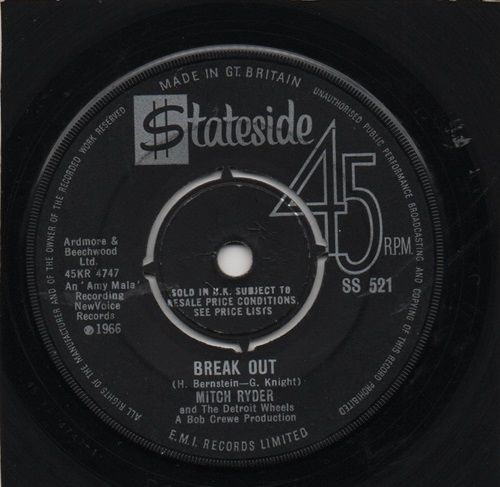 MADE IN GT. BRITAIN
$tateside
45
R.P.M.
SS 521
Ardmore &
Beechwood
Ltd.
45KR 4747
An 'Amy Mala'
Recording
NewVoice
Records
℗1966
SOLD IN U.K. SUBJECT TO
RESALE PRICE CONDITIONS,
SEE PRICE LISTS
BREAK OUT
(H. Bernstein—G. Knight)
MITCH RYDER
and The Detroit Wheels
A Bob Crewe Production
E.M.I. RECORDS LIMITED
ALL RIGHTS OF THE MANUFACTURER AND OF THE OWNER OF THE RECORDED WORK RESERVED
UNAUTHORISED PUBLIC PERFORMANCE BROADCASTING AND COPYING OF THIS RECORD PROHIBITED